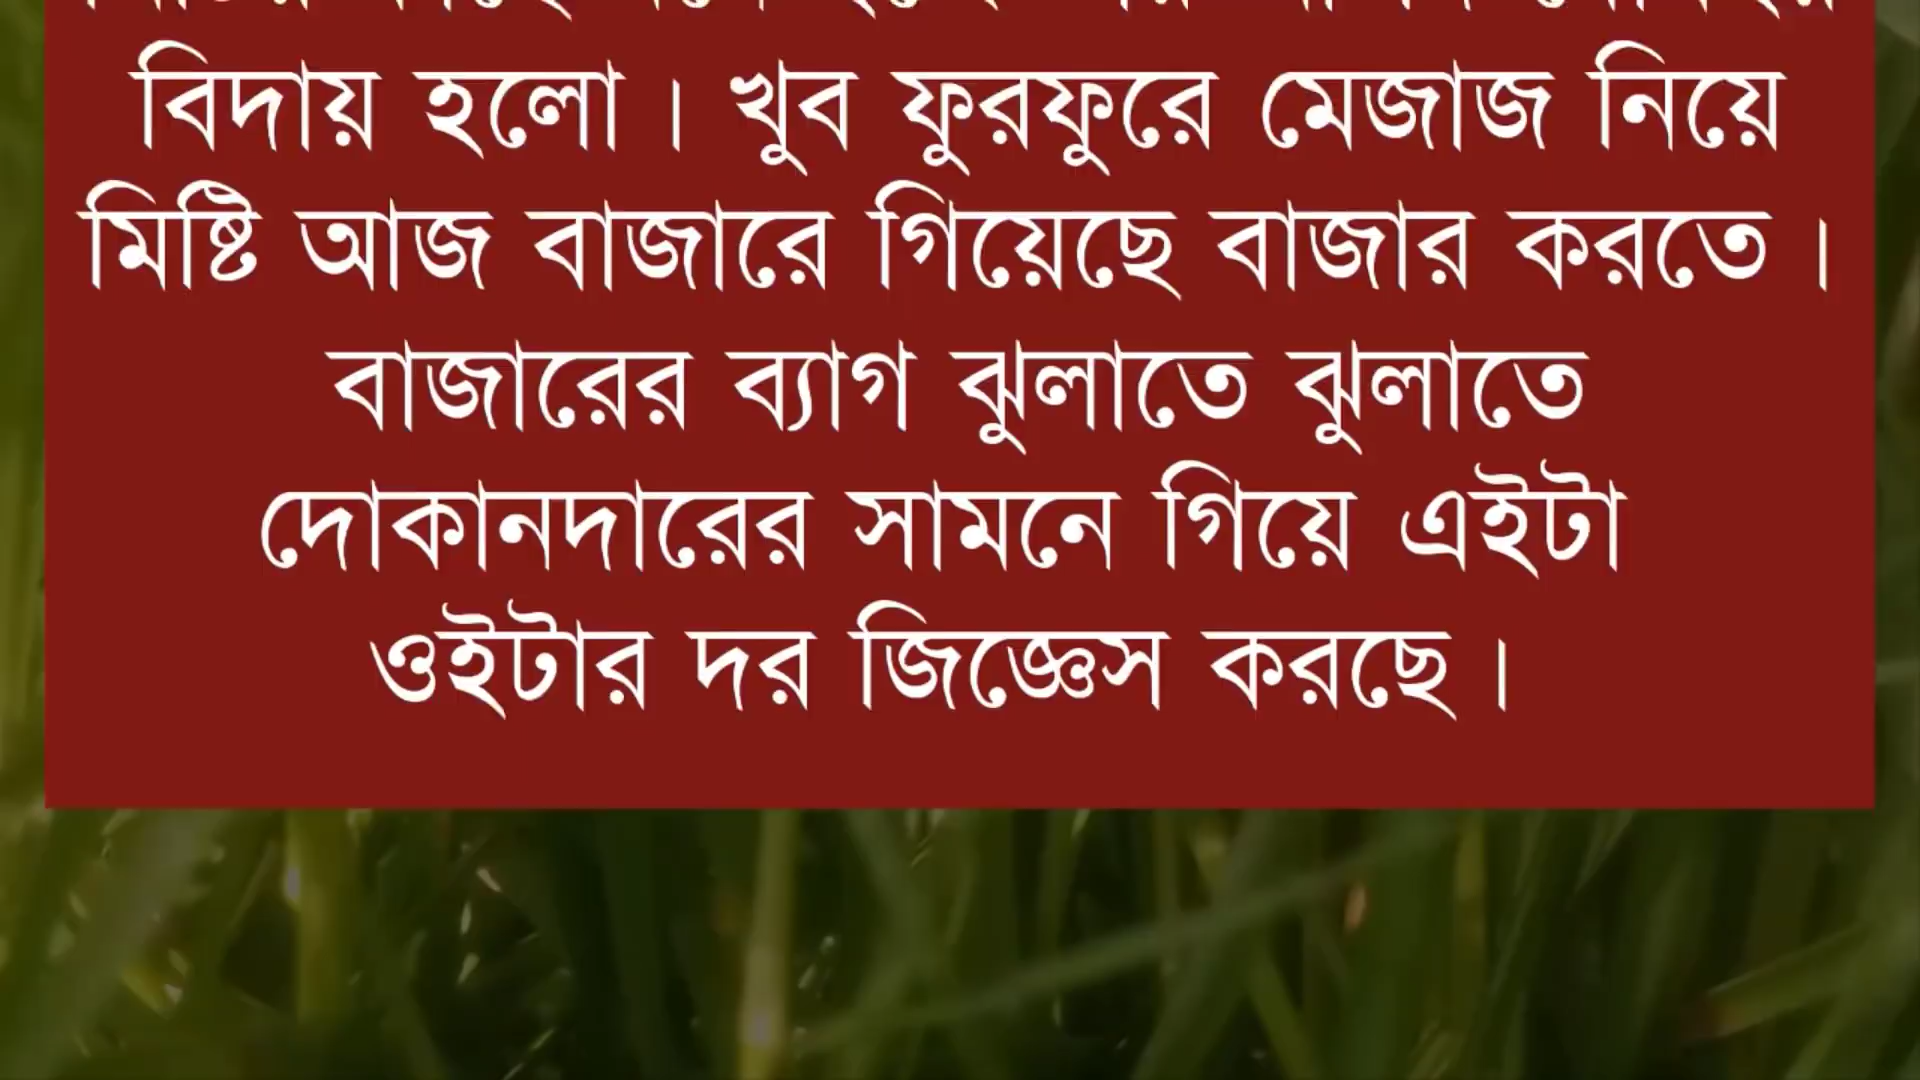 বিদায় হলো। খুব ফুরফুরে মেজাজ নিয়ে
মিষ্টি আজ বাজারে গিয়েছে বাজার করতে।
বাজারের ব্যাগ ঝুলাতে ঝুলাতে
দোকানদারের সামনে গিয়ে এইটা
ওইটার দর জিজ্ঞেস করছে।